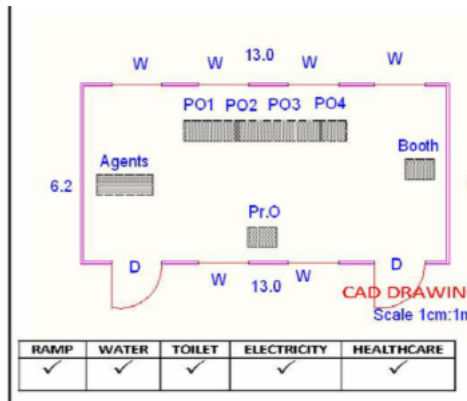 W W 13.0 W W
PO1 PO2 PO3 PO4
Agents
Booth
6.2
Pr.O
D W 13.0 W D
CAD DRAWIN
Scale 1cm:1m
RAMP WATER TOILET ELECTRICITY HEALTHCARE
✓ ✓ ✓ ✓ ✓